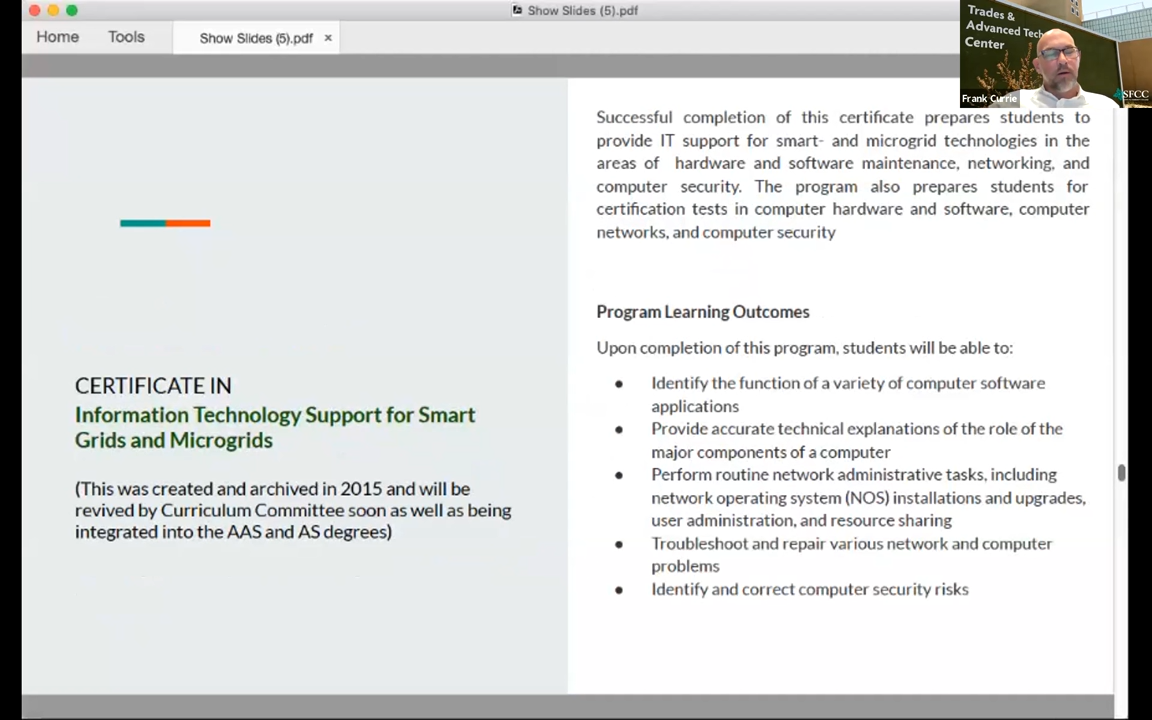 Show Slides (5).pdf
Home Tools Show Slides (5).pdf ×
Trades &
Advanced Tech
Center
Frank Currie
SFCC
Successful completion of this certificate prepares students to
provide IT support for smart- and microgrid technologies in the
areas of hardware and software maintenance, networking, and
computer security. The program also prepares students for
certification tests in computer hardware and software, computer
networks, and computer security
CERTIFICATE IN
Information Technology Support for Smart
Grids and Microgrids
(This was created and archived in 2015 and will be
revived by Curriculum Committee soon as well as being
integrated into the AAS and AS degrees)
Program Learning Outcomes
Upon completion of this program, students will be able to:
● Identify the function of a variety of computer software
applications
● Provide accurate technical explanations of the role of the
major components of a computer
● Perform routine network administrative tasks, including
network operating system (NOS) installations and upgrades,
user administration, and resource sharing
● Troubleshoot and repair various network and computer
problems
● Identify and correct computer security risks